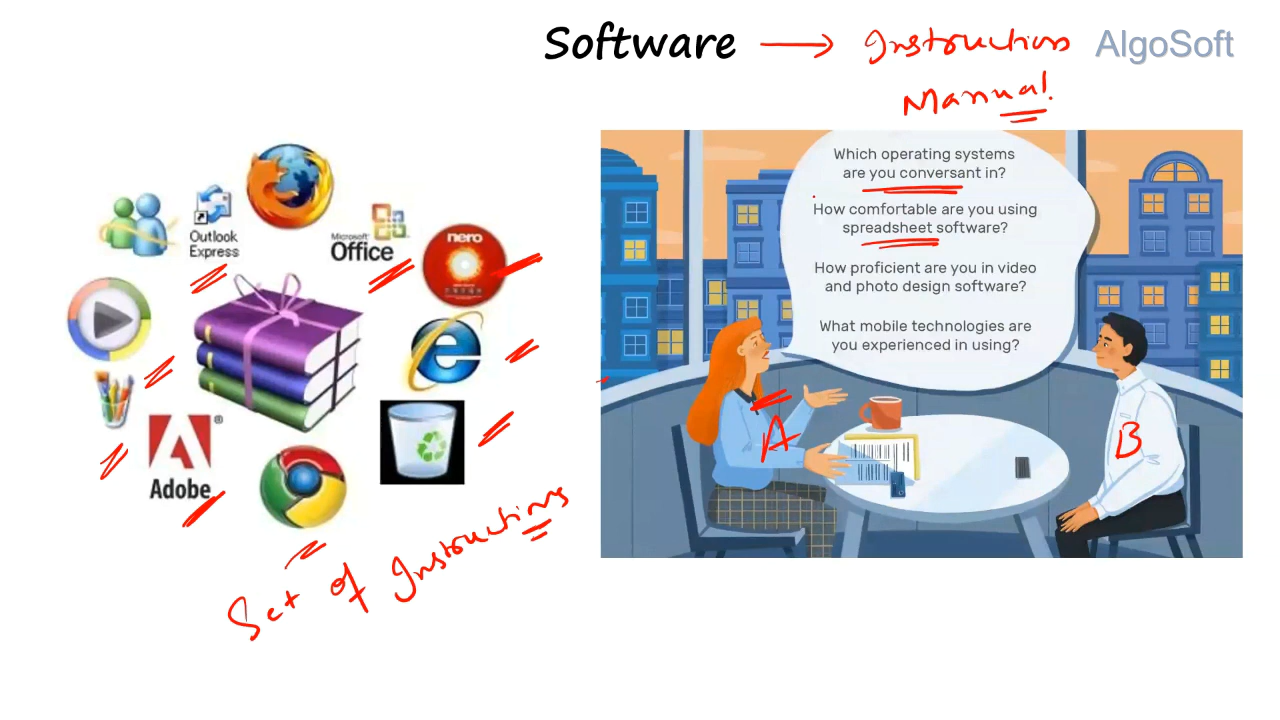 Software → Instructions AlgoSoft
Manual.
Outlook
Express
Microsoft
Office
nero
Adobe
Set of Instructions
Which operating systems
are you conversant in?
How comfortable are you using
spreadsheet software?
How proficient are you in video
and photo design software?
What mobile technologies are
you experienced in using?
A
B